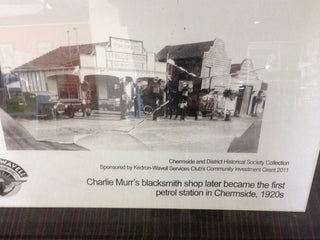 Chermside and District Historical Society Collection
Sponsored by Kedron-Wavell Services Club's Community Investment Grant 2011
WAVELL
Charlie Murr's blacksmith shop later became the first
petrol station in Chermside, 1920s